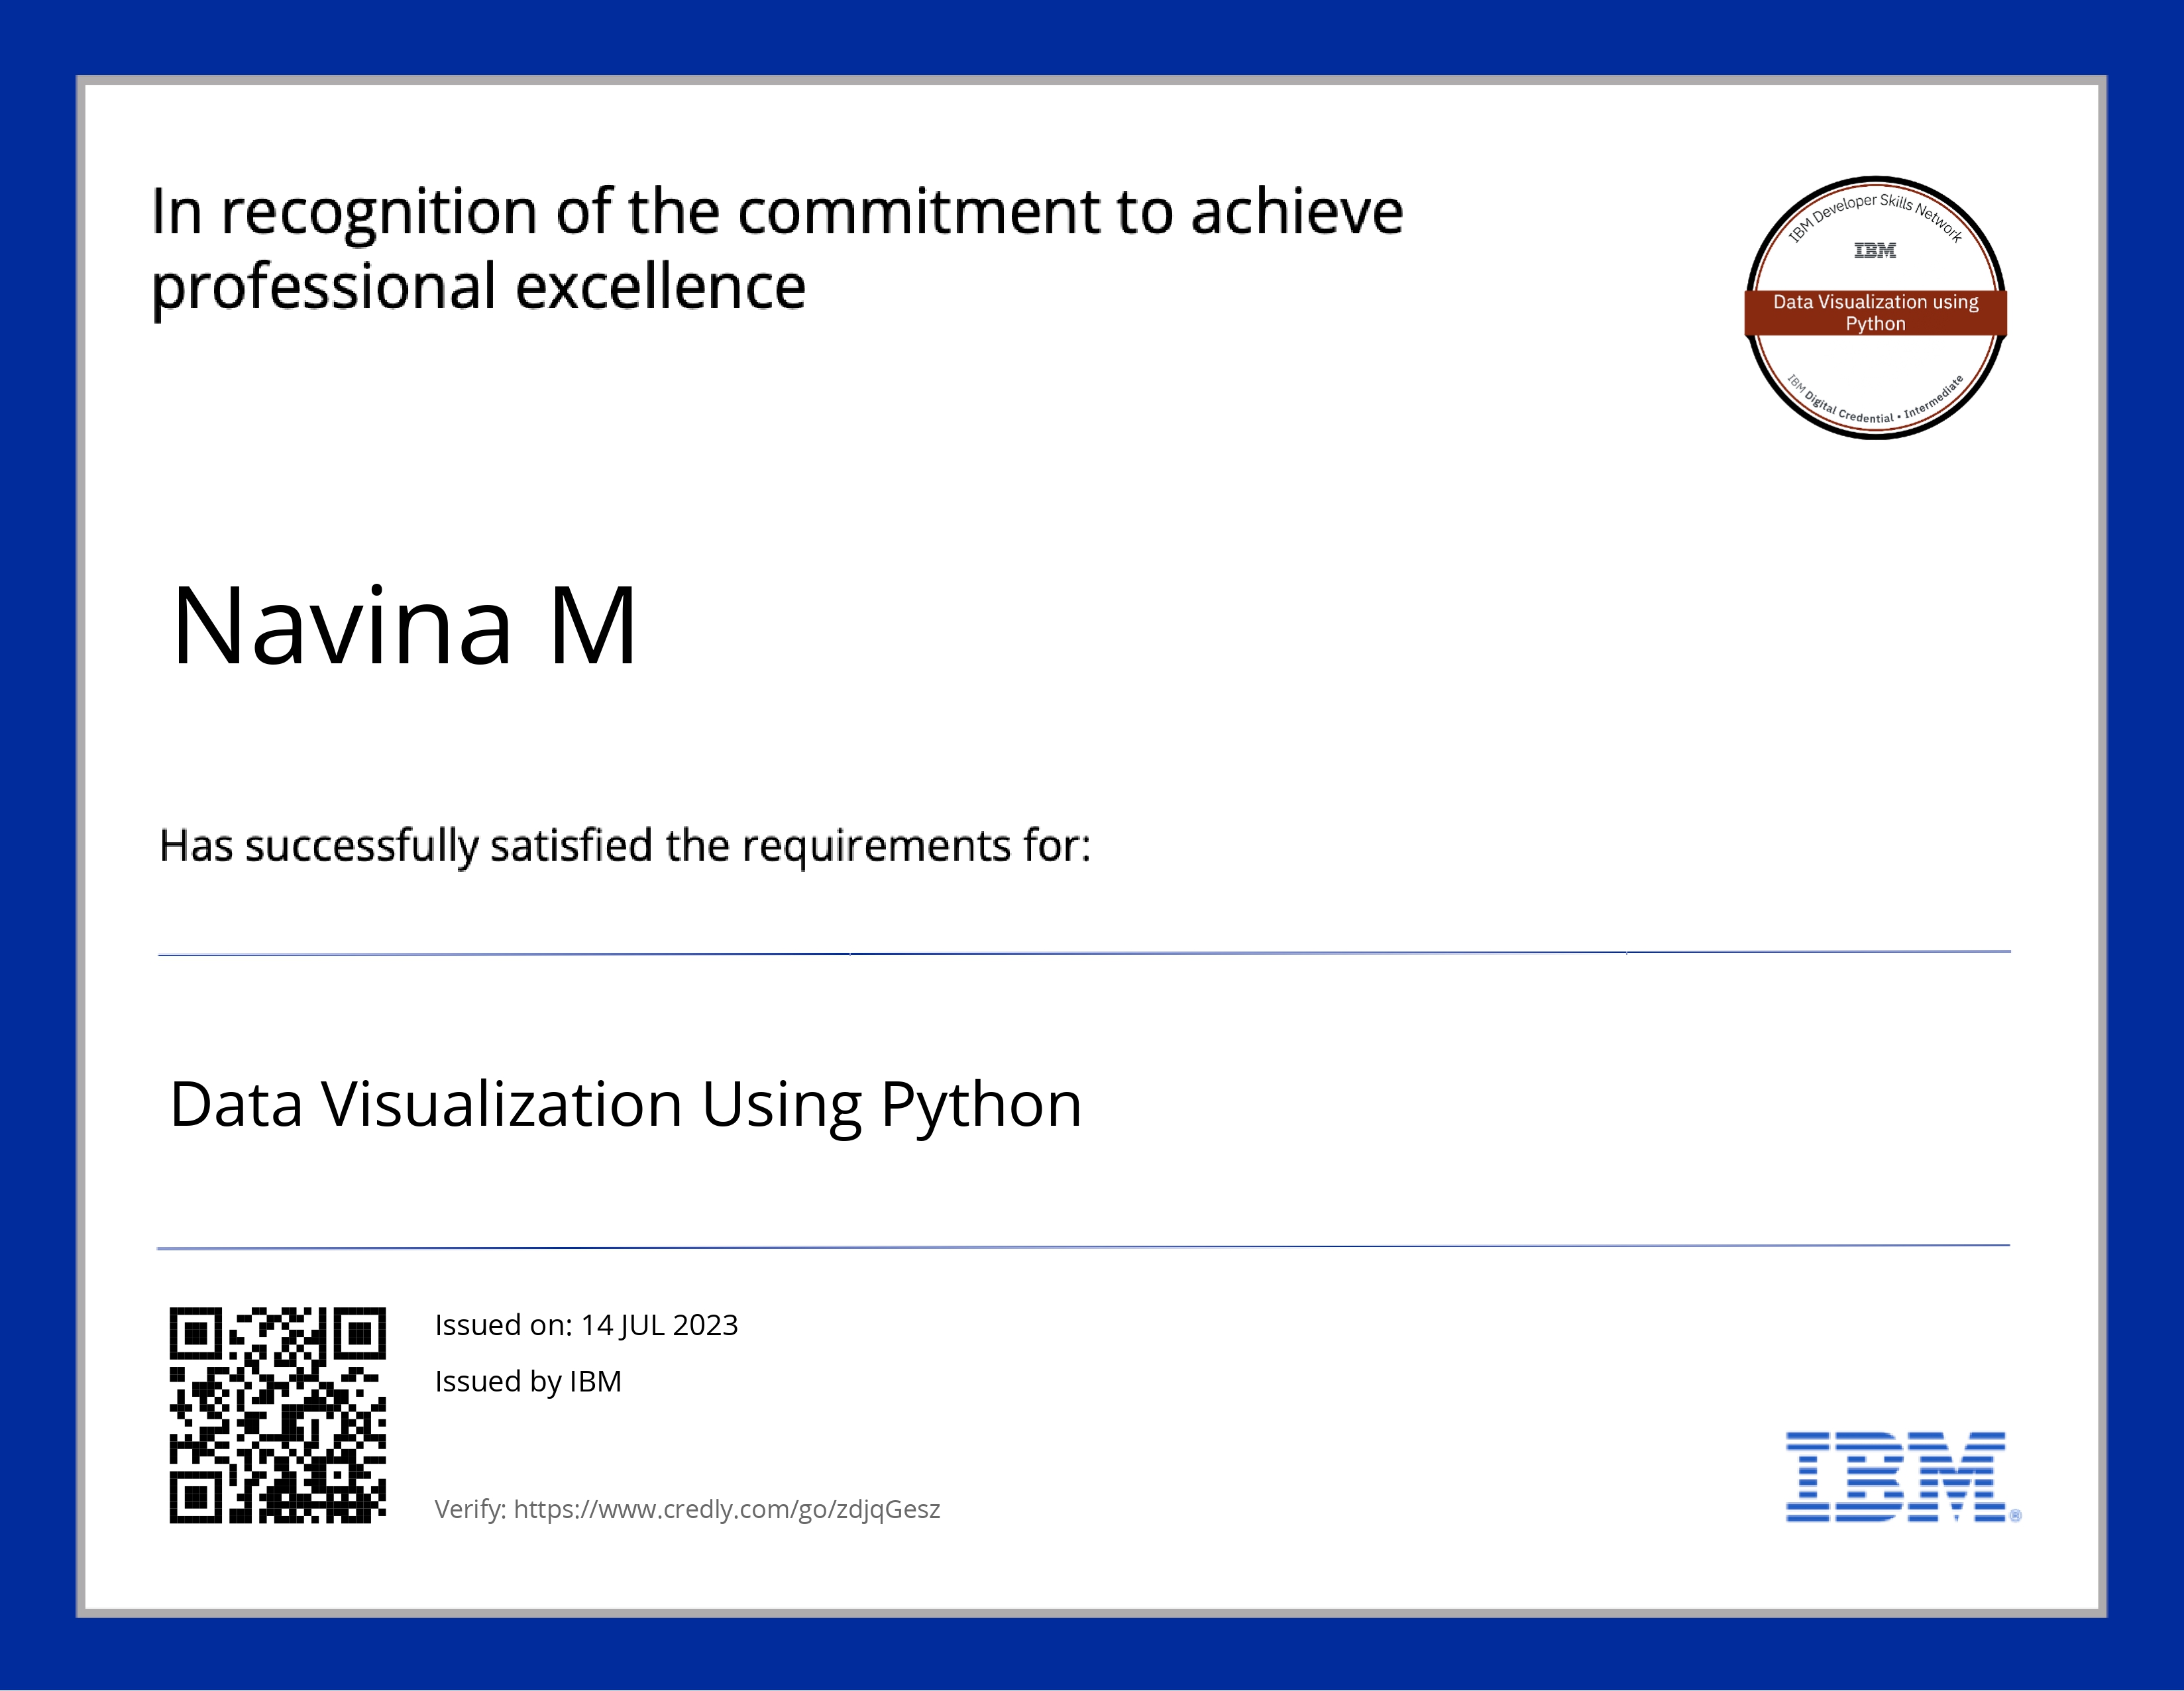 In recognition of the commitment to achieve
professional excellence
IBM Developer Skills Network
IBM
Data Visualization using
Python
IBM Digital Credential • Intermediate
Navina M
Has successfully satisfied the requirements for:
Data Visualization Using Python
Issued on: 14 JUL 2023
Issued by IBM
Verify: https://www.credly.com/go/zdjqGesz
IBM®